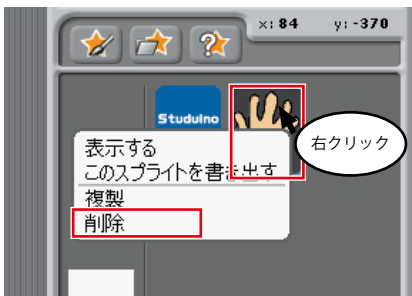 x: 84 y: -370
Studuino
右クリック
表示する
このスプライトを書き出す
複製
削除